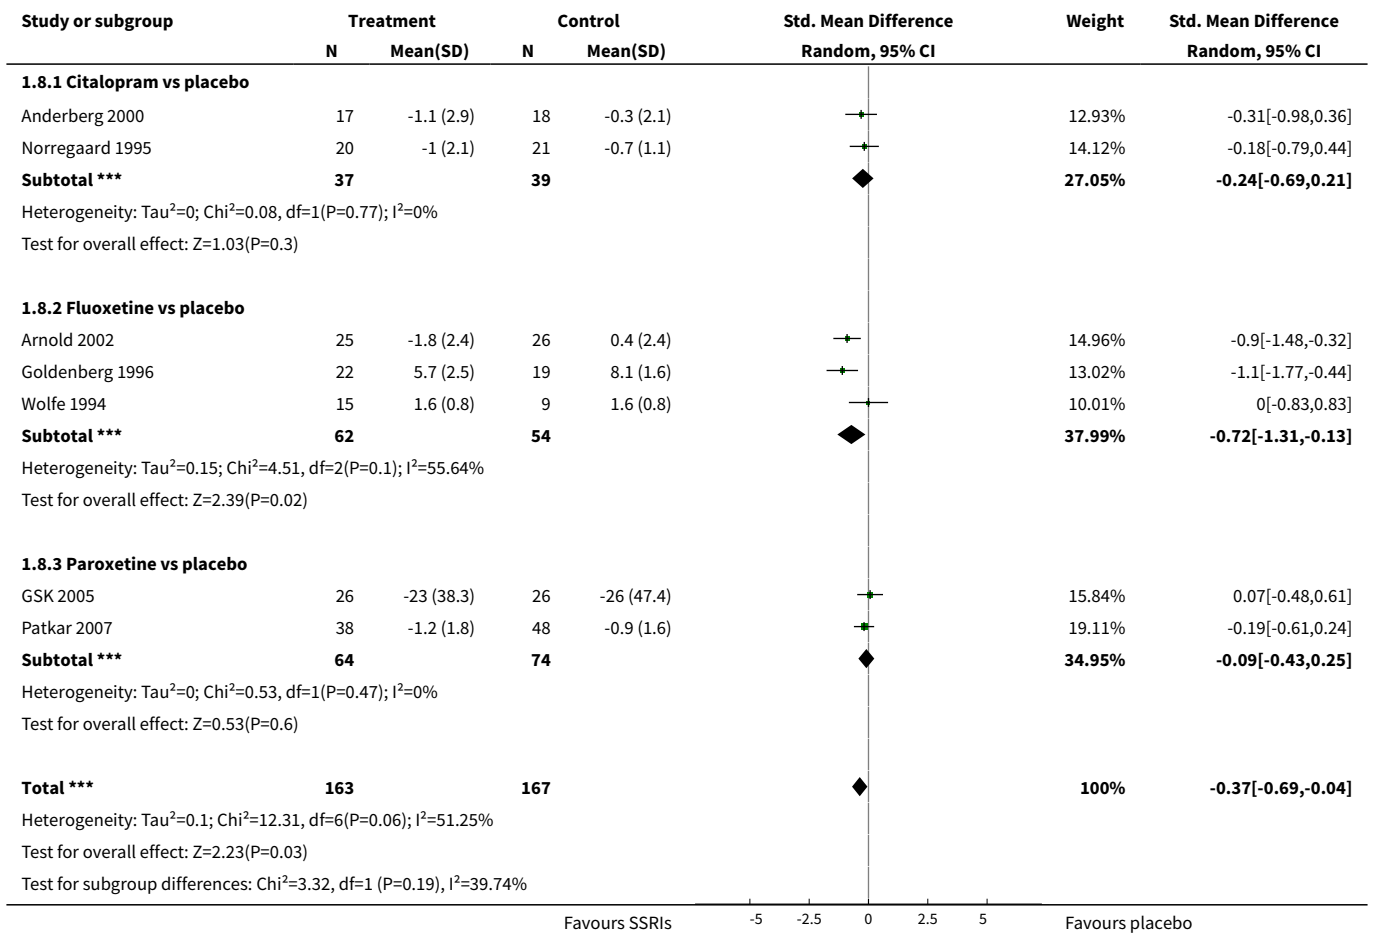 Study or subgroup Treatment Control Std. Mean Difference Weight Std. Mean Difference
N Mean(SD) N Mean(SD) Random, 95% CI Random, 95% CI
1.8.1 Citalopram vs placebo
Anderberg 2000 17 -1.1 (2.9) 18 -0.3 (2.1) 12.93% -0.31[-0.98,0.36]
Norregaard 1995 20 -1 (2.1) 21 -0.7 (1.1) 14.12% -0.18[-0.79,0.44]
Subtotal *** 37 39 27.05% -0.24[-0.69,0.21]
Heterogeneity: Tau²=0; Chi²=0.08, df=1(P=0.77); I²=0%
Test for overall effect: Z=1.03(P=0.3)
1.8.2 Fluoxetine vs placebo
Arnold 2002 25 -1.8 (2.4) 26 0.4 (2.4) 14.96% -0.9[-1.48,-0.32]
Goldenberg 1996 22 5.7 (2.5) 19 8.1 (1.6) 13.02% -1.1[-1.77,-0.44]
Wolfe 1994 15 1.6 (0.8) 9 1.6 (0.8) 10.01% 0[-0.83,0.83]
Subtotal *** 62 54 37.99% -0.72[-1.31,-0.13]
Heterogeneity: Tau²=0.15; Chi²=4.51, df=2(P=0.1); I²=55.64%
Test for overall effect: Z=2.39(P=0.02)
1.8.3 Paroxetine vs placebo
GSK 2005 26 -23 (38.3) 26 -26 (47.4) 15.84% 0.07[-0.48,0.61]
Patkar 2007 38 -1.2 (1.8) 48 -0.9 (1.6) 19.11% -0.19[-0.61,0.24]
Subtotal *** 64 74 34.95% -0.09[-0.43,0.25]
Heterogeneity: Tau²=0; Chi²=0.53, df=1(P=0.47); I²=0%
Test for overall effect: Z=0.53(P=0.6)
Total *** 163 167 100% -0.37[-0.69,-0.04]
Heterogeneity: Tau²=0.1; Chi²=12.31, df=6(P=0.06); I²=51.25%
Test for overall effect: Z=2.23(P=0.03)
Test for subgroup differences: Chi²=3.32, df=1 (P=0.19), I²=39.74%
Favours SSRIs -5 -2.5 0 2.5 5 Favours placebo